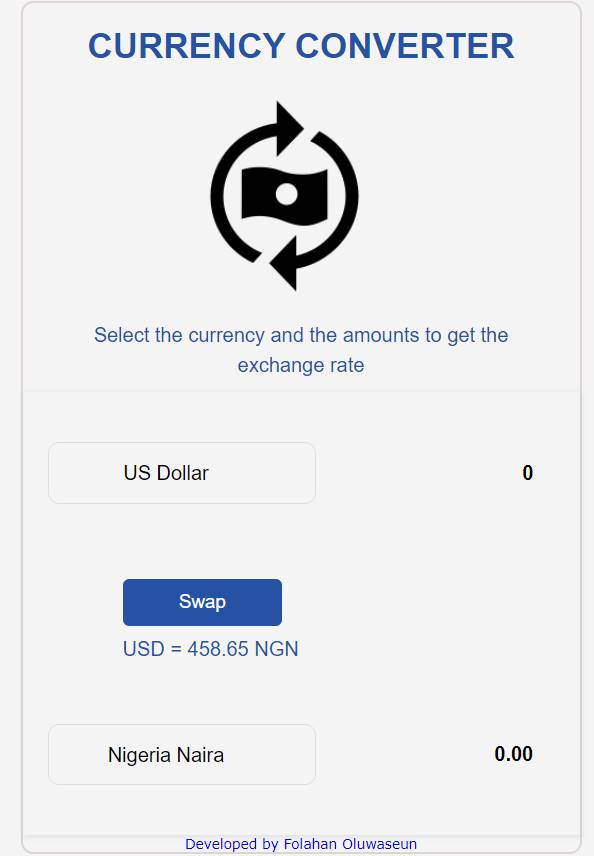 CURRENCY CONVERTER
Select the currency and the amounts to get the
exchange rate
US Dollar
0
Swap
USD = 458.65 NGN
Nigeria Naira
0.00
Developed by Folahan Oluwaseun